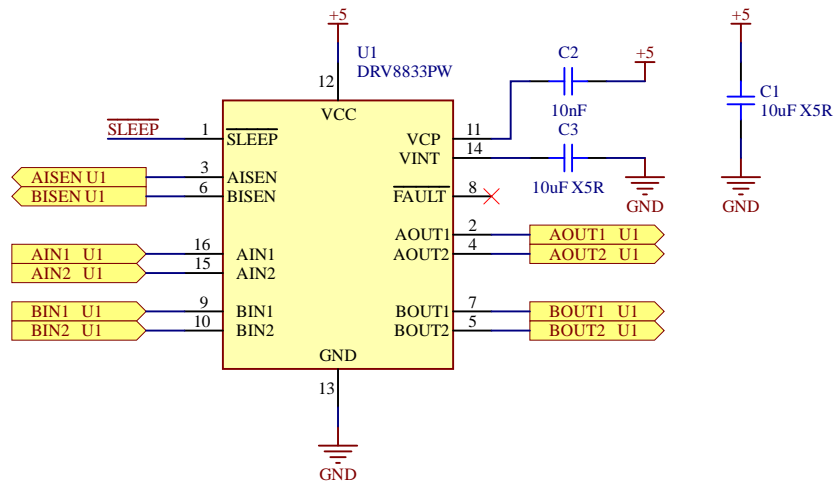 +5
U1
DRV8833PW
12
VCC
SLEEP
1
SLEEP
AISEN U1
3
AISEN
BISEN U1
6
BISEN
AIN1 U1
16
AIN1
AIN2 U1
15
AIN2
BIN1 U1
9
BIN1
BIN2 U1
10
BIN2
VCP
11
VINT
14
FAULT
8
AOUT1
2
AOUT1 U1
AOUT2
4
AOUT2 U1
BOUT1
7
BOUT1 U1
BOUT2
5
BOUT2 U1
GND
13
GND
C2
10nF
+5
C3
10uF X5R
GND
+5
C1
10uF X5R
GND